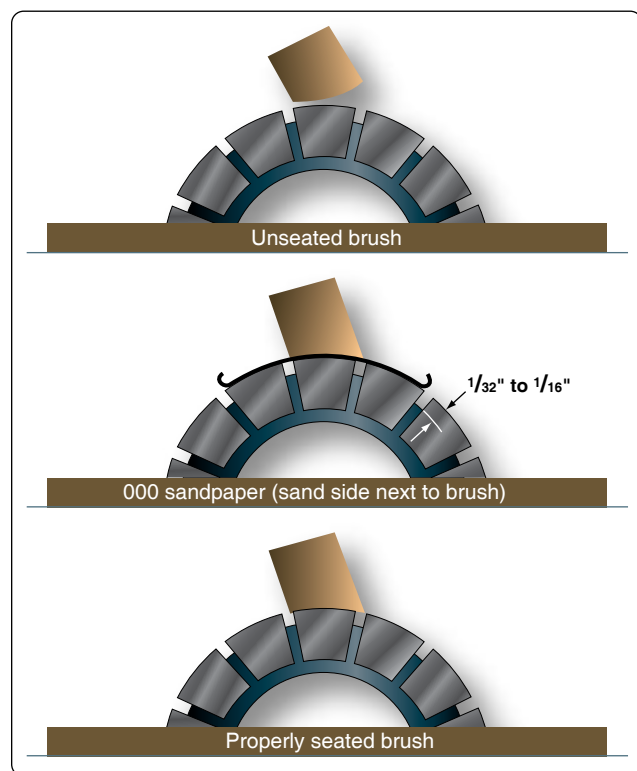 Unseated brush
1/32" to 1/16"
000 sandpaper (sand side next to brush)
Properly seated brush